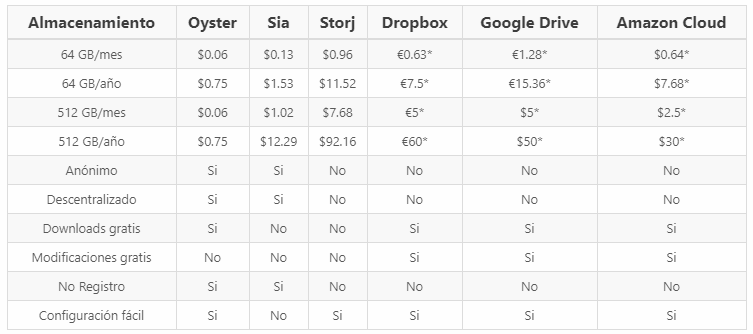 Almacenamiento Oyster Sia Storj Dropbox Google Drive Amazon Cloud
64 GB/mes $0.06 $0.13 $0.96 €0.63* €1.28* $0.64*
64 GB/año $0.75 $1.53 $11.52 €7.5* €15.36* $7.68*
512 GB/mes $0.06 $1.02 $7.68 €5* $5* $2.5*
512 GB/año $0.75 $12.29 $92.16 €60* $50* $30*
Anónimo Si Si No No No No
Descentralizado Si Si No No No No
Downloads gratis Si No No Si Si Si
Modificaciones gratis No No No Si Si Si
No Registro Si Si No No No No
Configuración fácil Si No Si Si Si Si